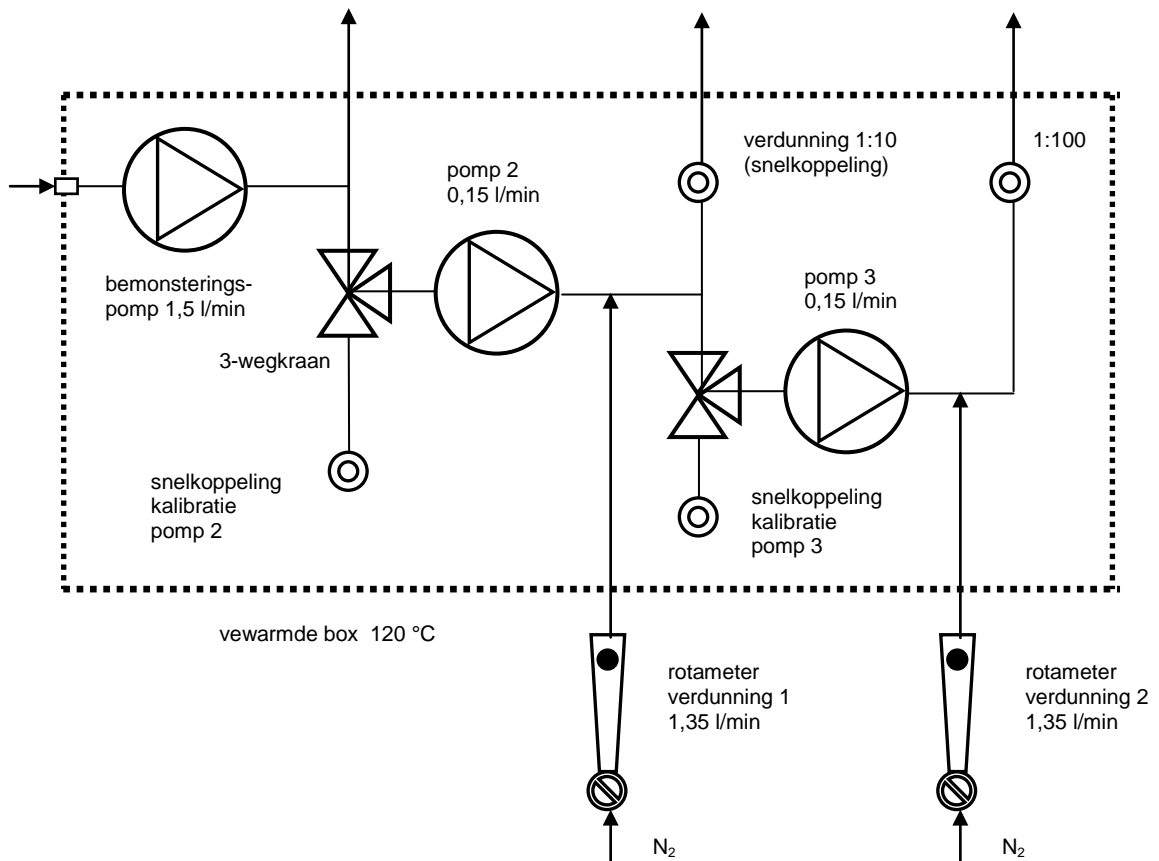 verdunning 1:10
(snelkoppeling)
1:100
pomp 2
0,15 l/min
bemonsterings-
pomp 1,5 l/min
pomp 3
0,15 l/min
3-wegkraan
snelkoppeling
kalibratie
pomp 2
snelkoppeling
kalibratie
pomp 3
vewarmde box 120 °C
rotameter
verdunning 1
1,35 l/min
rotameter
verdunning 2
1,35 l/min
N₂
N₂